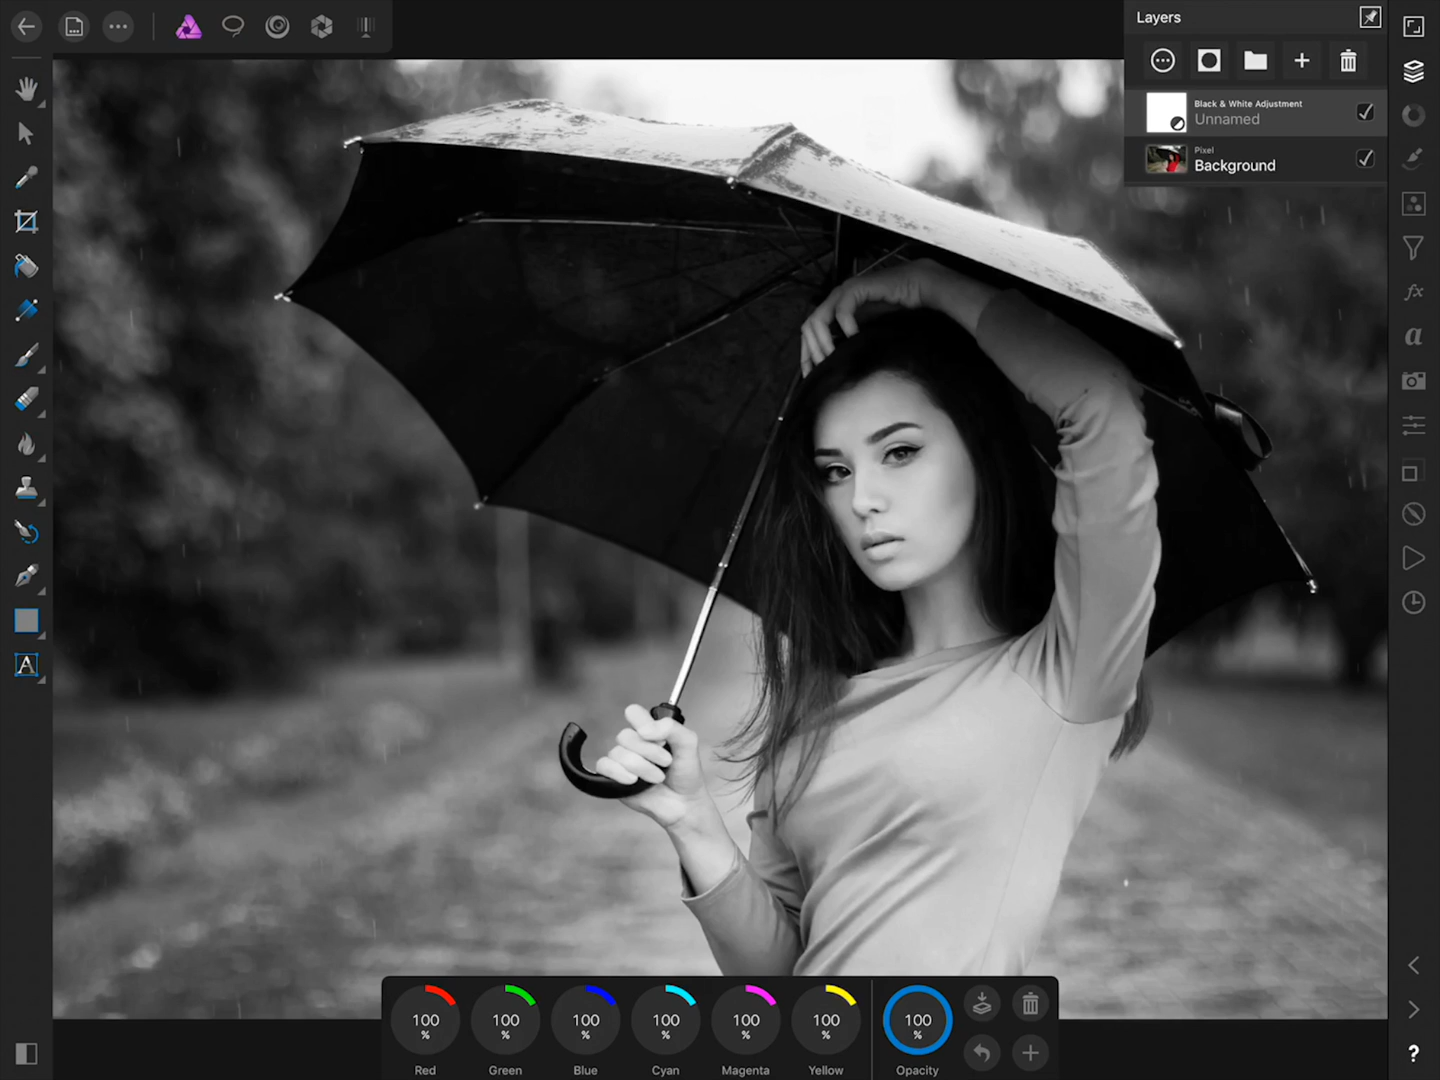 Layers
Black & White Adjustment
Unnamed
Pixel
Background
fx
a
A
100
%
Red
100
%
Green
100
%
Blue
100
%
Cyan
100
%
Magenta
100
%
Yellow
100
%
Opacity
?